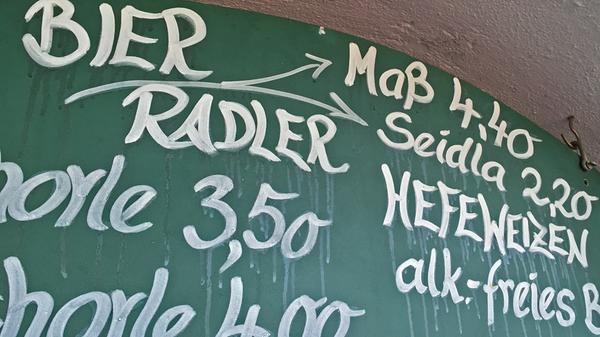 BIER
RADLER
Maß 4,40
Seidla 2,20
horle 3,50
HEFEWEIZEN
alk.-freies B
horle 4,00